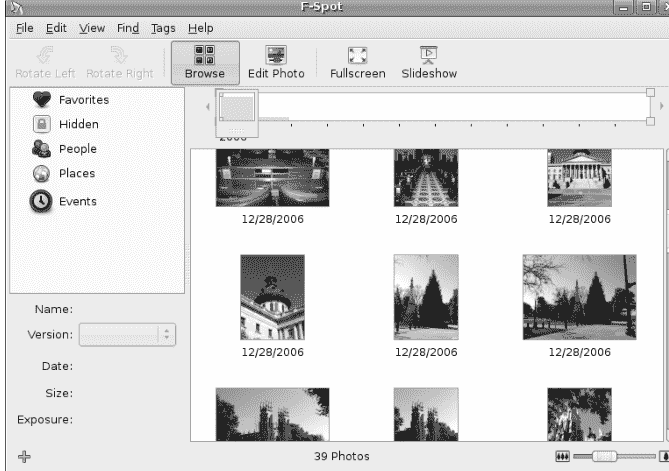 F-Spot
File Edit View Find Tags Help
Rotate Left Rotate Right Browse Edit Photo Fullscreen Slideshow
Favorites
Hidden
People
Places
Events
2006
12/28/2006 12/28/2006 12/28/2006
12/28/2006 12/28/2006 12/28/2006
Name:
Version:
Date:
Size:
Exposure:
39 Photos